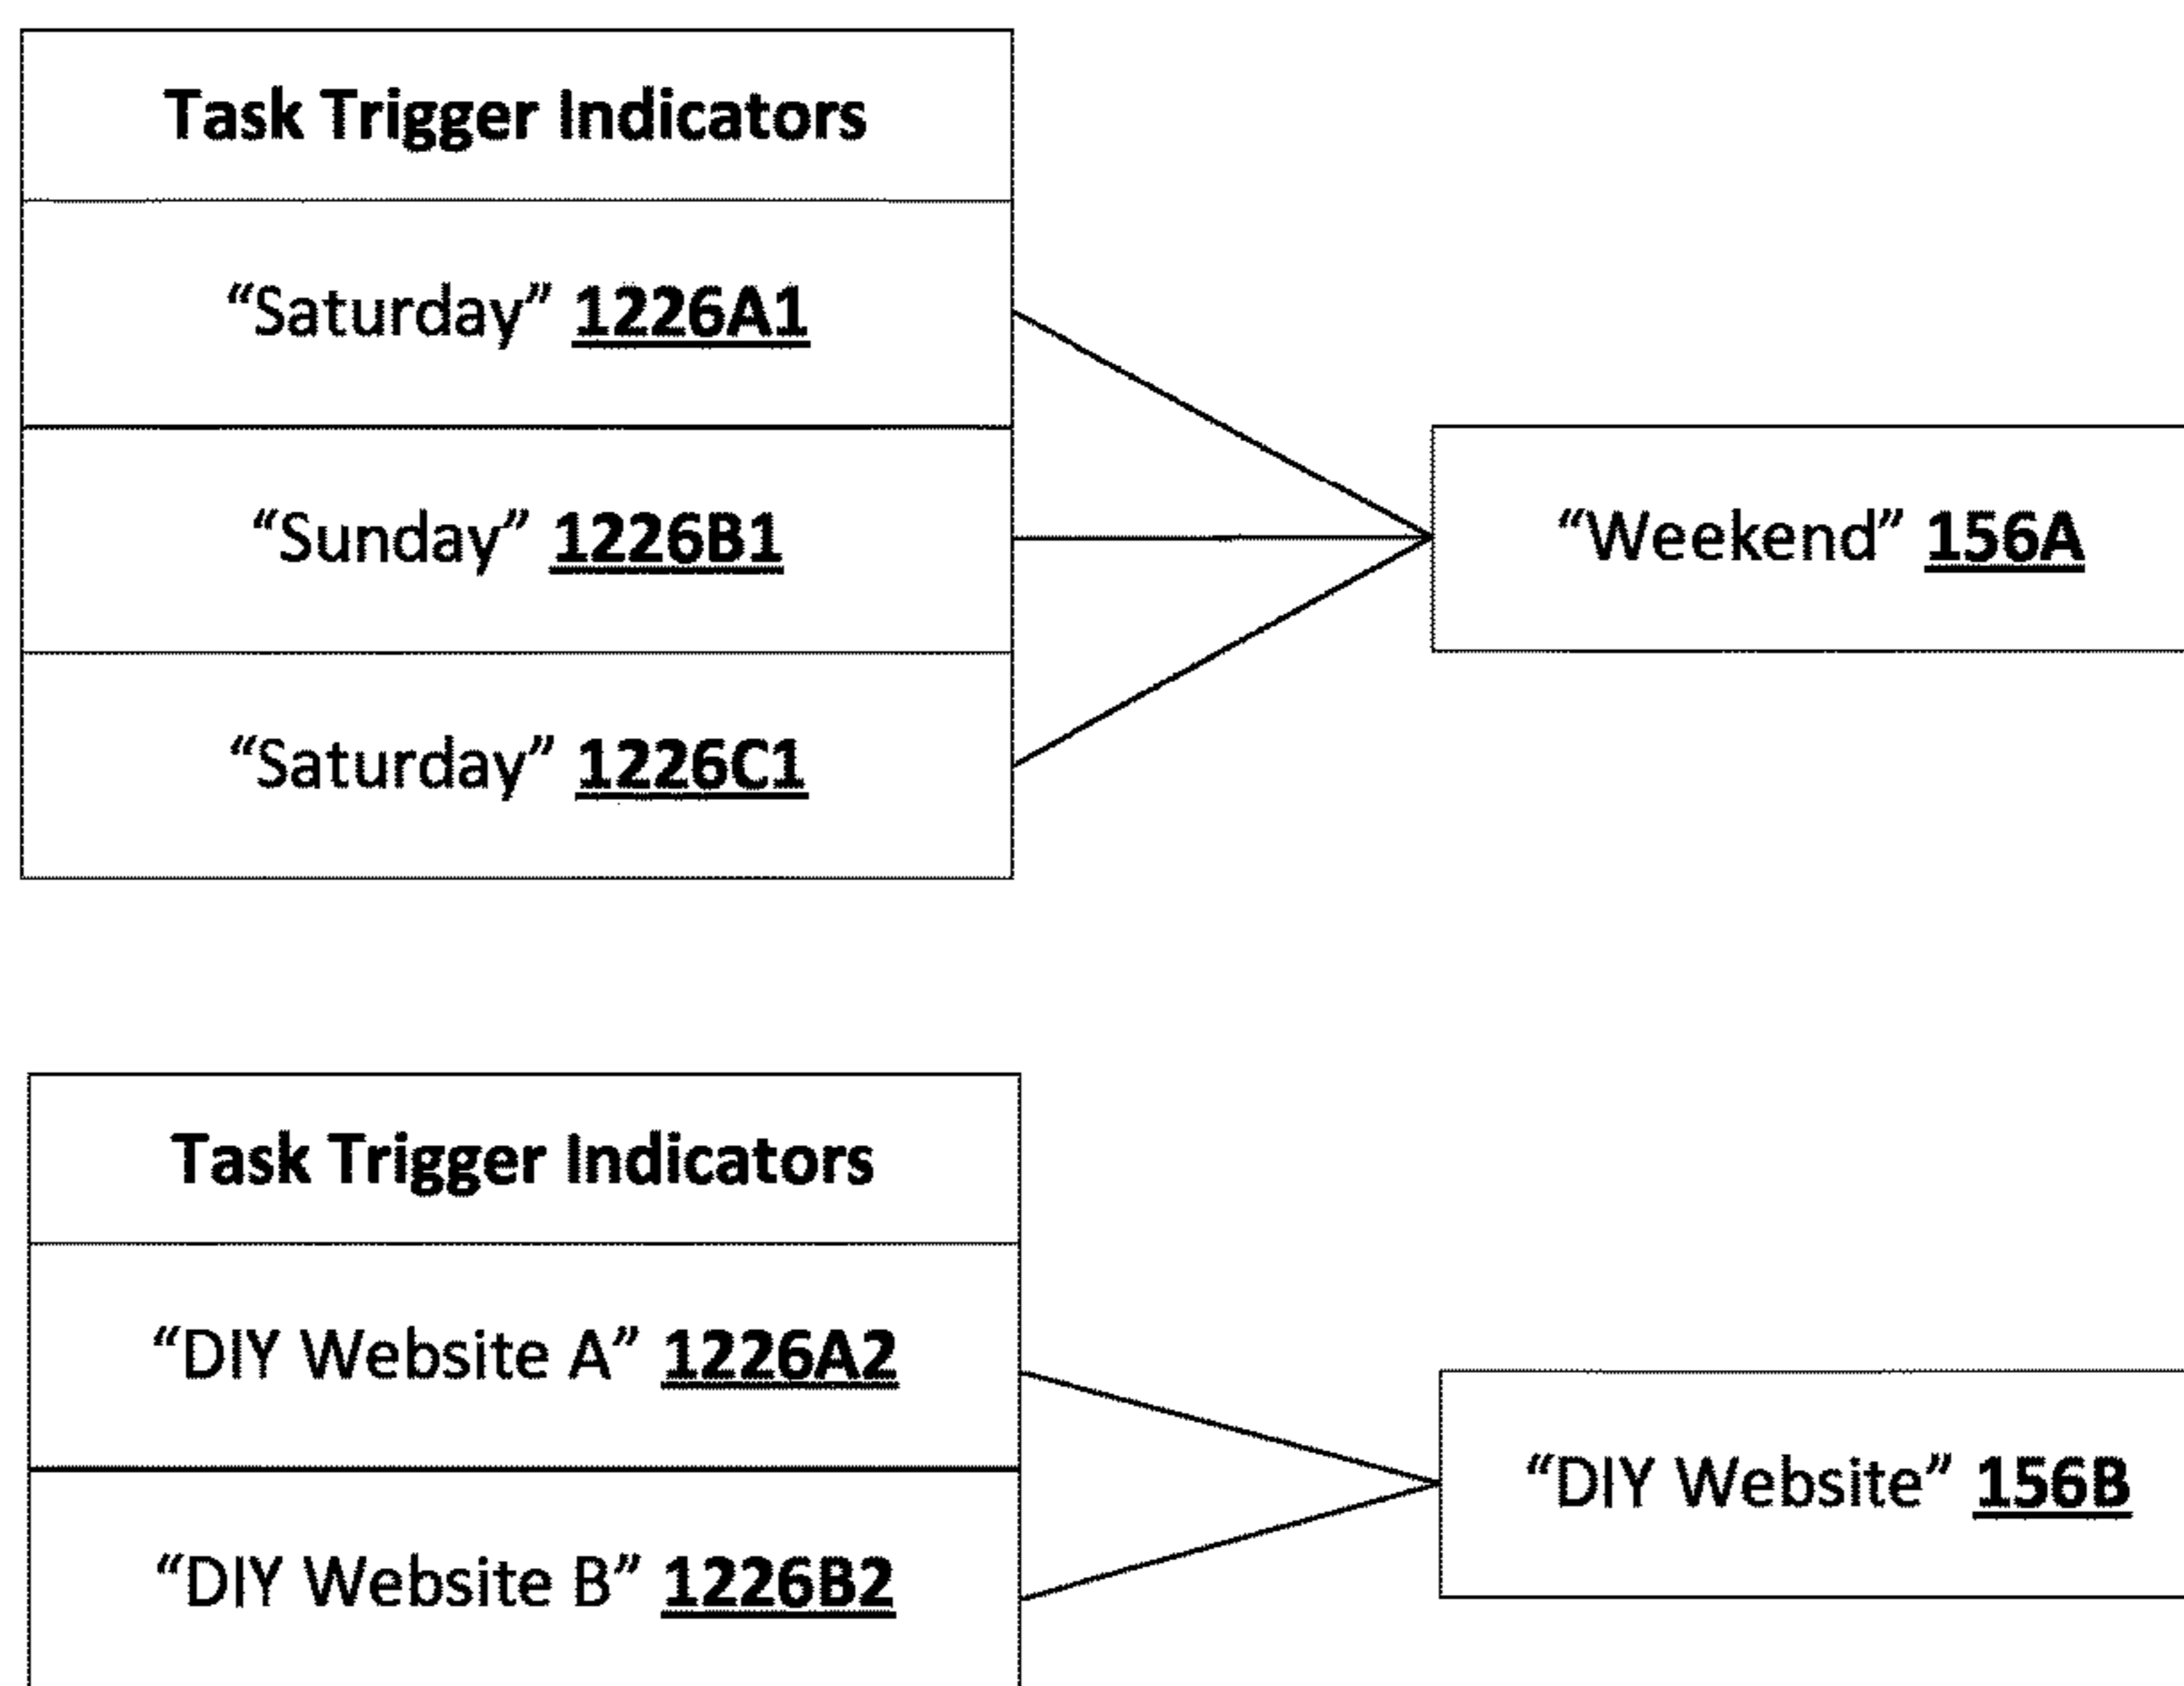 Task Trigger Indicators
“Saturday” 1226A1
“Sunday” 1226B1
“Saturday” 1226C1
“Weekend” 156A
Task Trigger Indicators
“DIY Website A” 1226A2
“DIY Website B” 1226B2
“DIY Website” 156B